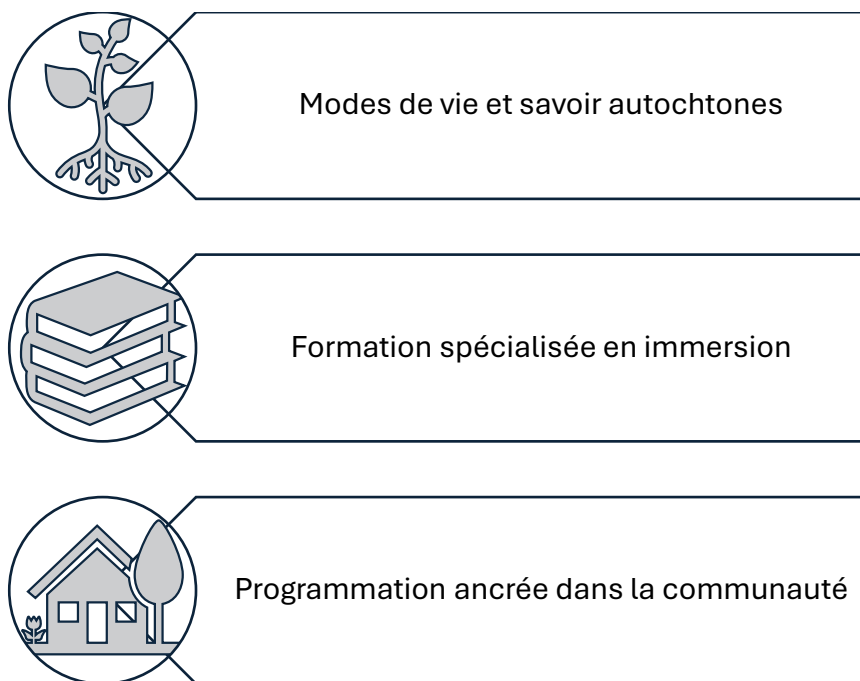 Modes de vie et savoir autochtones
Formation spécialisée en immersion
Programmation ancrée dans la communauté